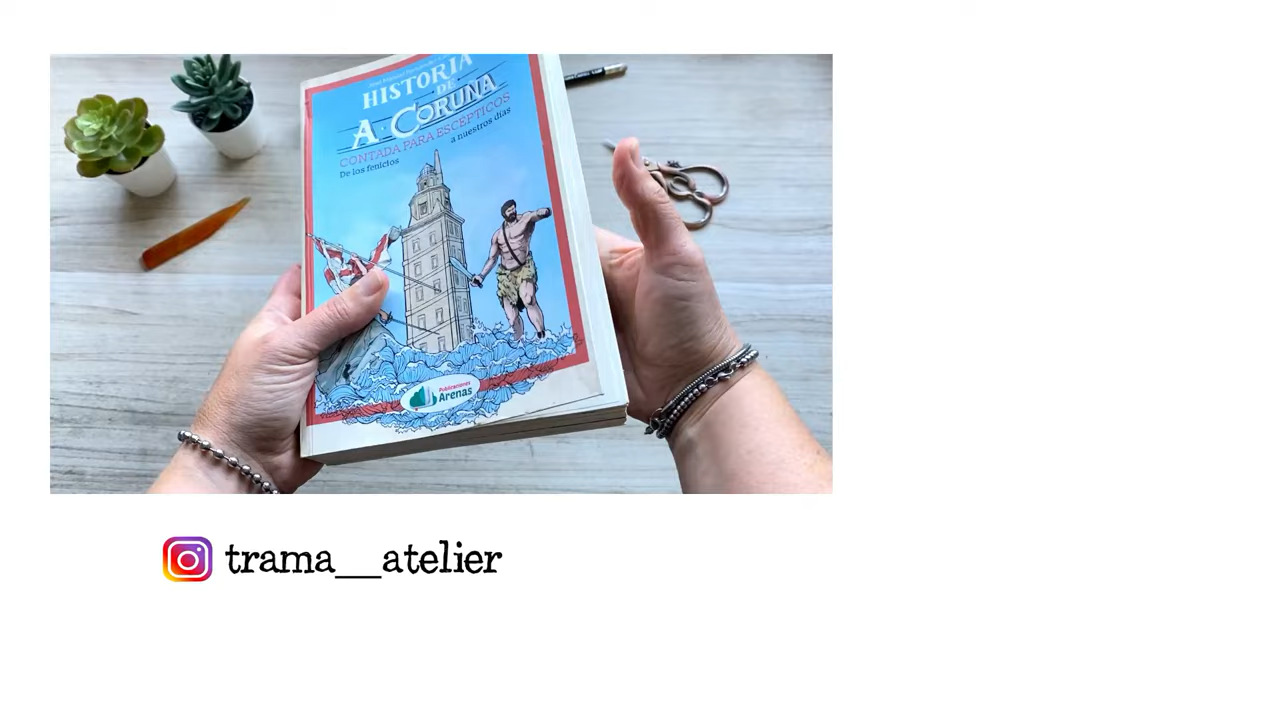 HISTORIA
DE
A CORUÑA
CONTADA PARA ESCÉPTICOS
De los fenicios a nuestros días
Publicaciones
Arenas
trama__atelier